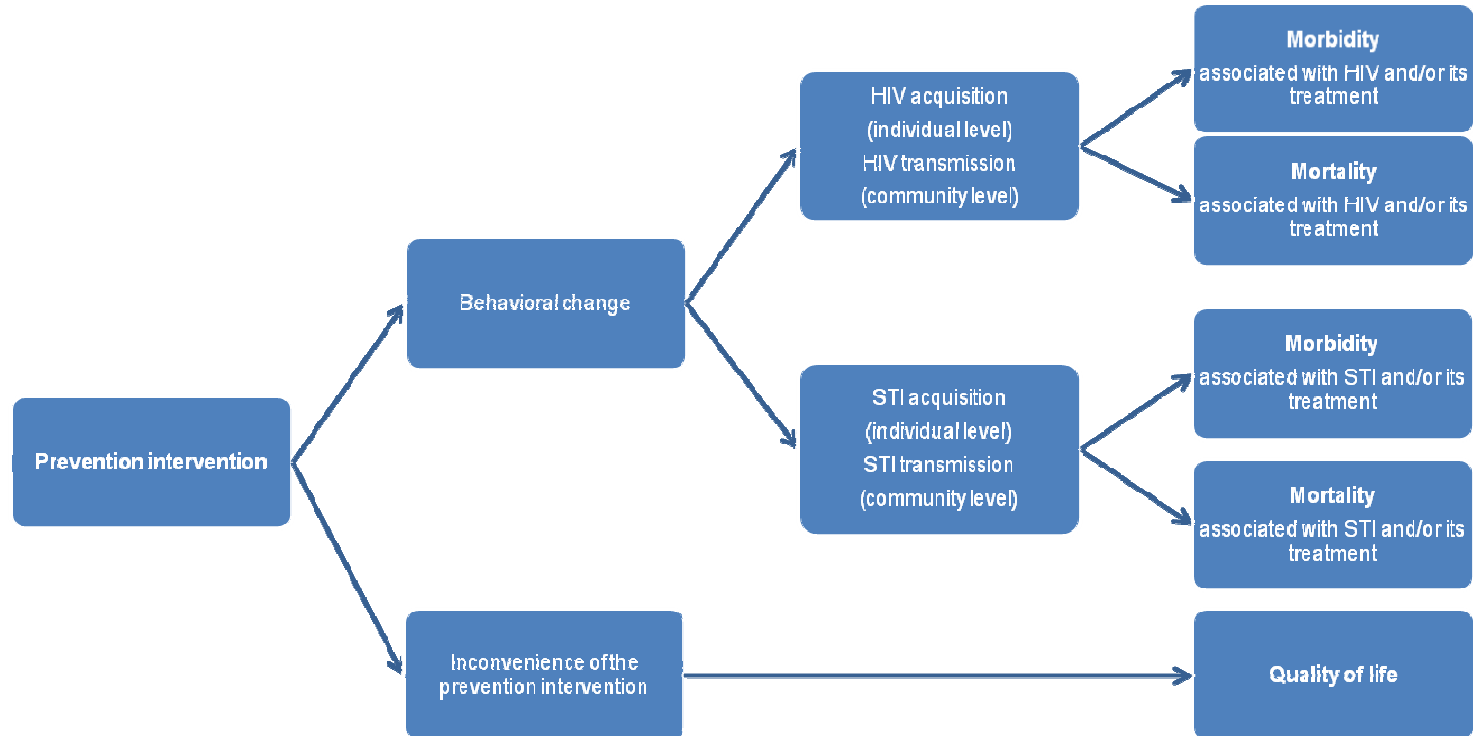 Prevention intervention
Behavioral change
Inconvenience of the
prevention intervention
HIV acquisition
(individual level)
HIV transmission
(community level)
STI acquisition
(individual level)
STI transmission
(community level)
Morbidity
associated with HIV and/or its
treatment
Mortality
associated with HIV and/or its
treatment
Morbidity
associated with STI and/or its
treatment
Mortality
associated with STI and/or its
treatment
Quality of life